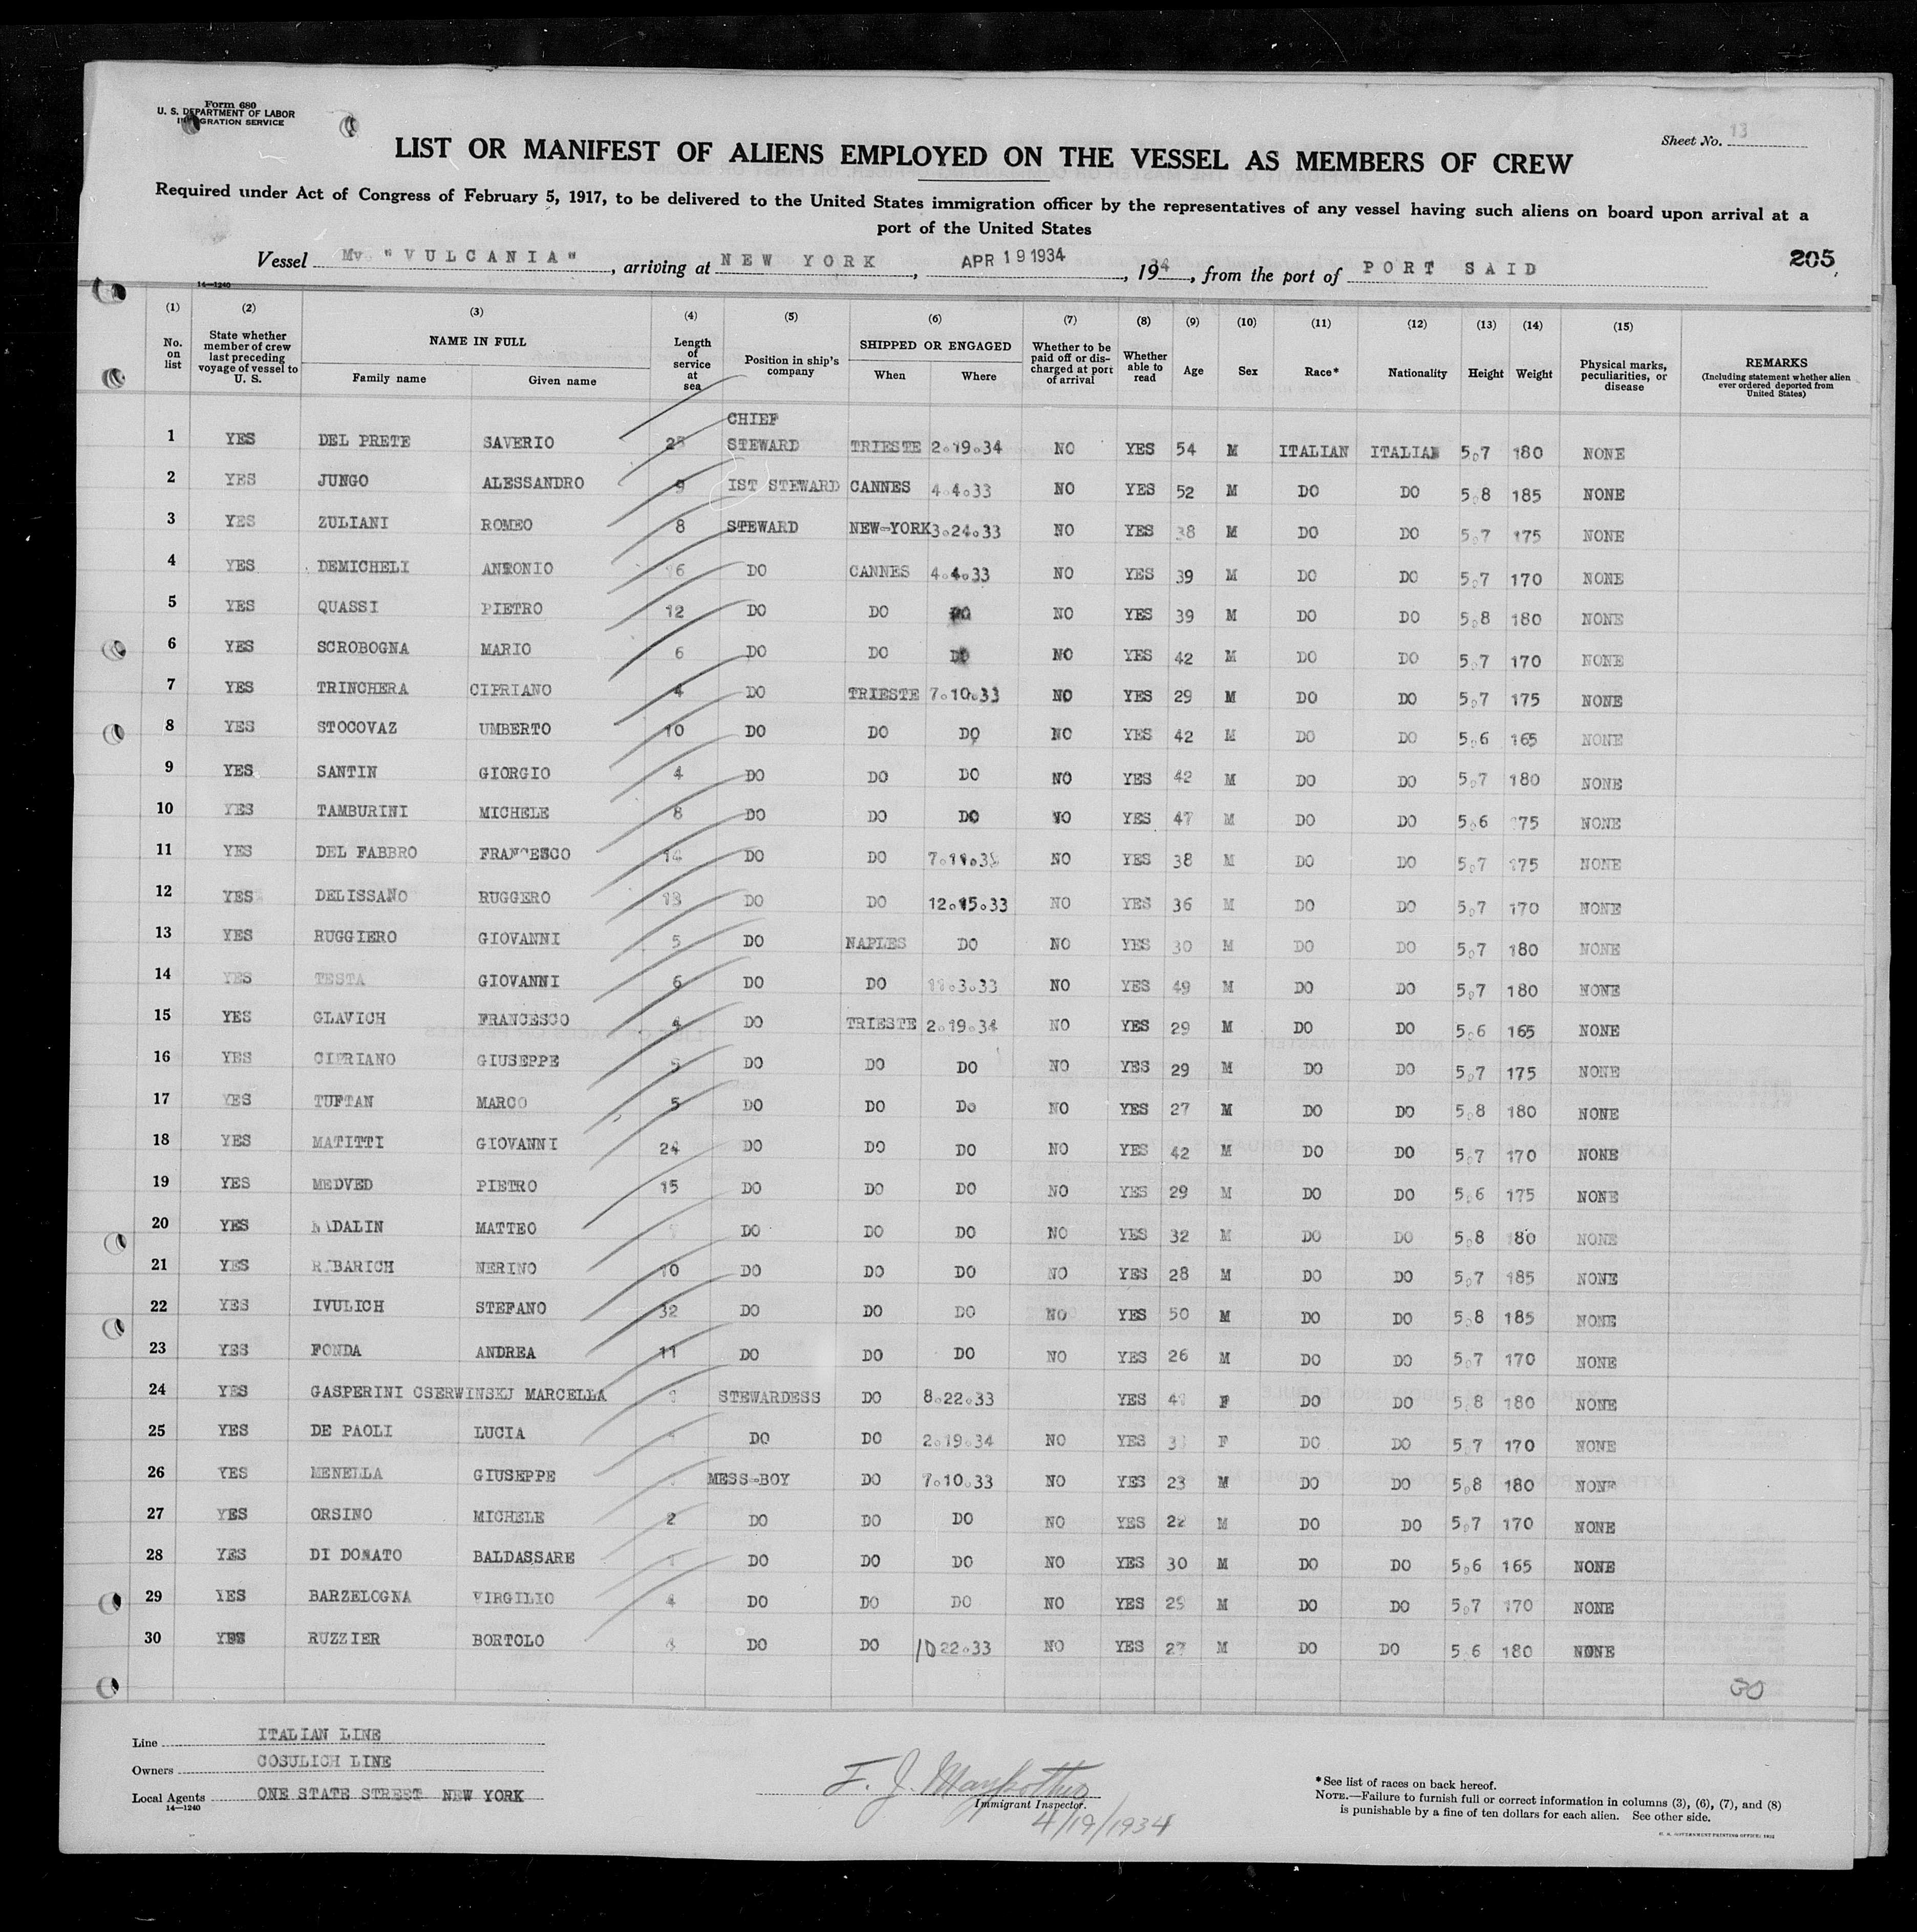 Form 680
U. S. DEPARTMENT OF LABOR
IMMIGRATION SERVICE
Sheet No. 13
LIST OR MANIFEST OF ALIENS EMPLOYED ON THE VESSEL AS MEMBERS OF CREW
Required under Act of Congress of February 5, 1917, to be delivered to the United States immigration officer by the representatives of any vessel having such aliens on board upon arrival at a
port of the United States
Vessel Mv "VULCANIA", arriving at NEW YORK, APR 19 1934, 1934, from the port of PORT SAID
205
14—1240
(1) (2) (3) (4) (5) (6) (7) (8) (9) (10) (11) (12) (13) (14) (15)
No. on list State whether member of crew last preceding voyage of vessel to U. S. NAME IN FULL Family name Given name Length of service at sea Position in ship's company SHIPPED OR ENGAGED When Where Whether to be paid off or discharged at port of arrival Whether able to read Age Sex Race* Nationality Height Weight Physical marks, peculiarities, or disease REMARKS (Including statement whether alien ever ordered deported from United States)
1 YES DEL PRETE SAVERIO CHIEF STEWARD TRIESTE 2.19.34 NO YES 54 M ITALIAN ITALIAN 5.7 180 NONE
2 YES JUNGO ALESSANDRO 9 IST STEWARD CANNES 4.4.33 NO YES 52 M DO DO 5.8 185 NONE
3 YES ZULIANI ROMEO 8 STEWARD NEW-YORK 3.24.33 NO YES 38 M DO DO 5.7 175 NONE
4 YES DEMICHELI ANTONIO 16 DO CANNES 4.4.33 NO YES 39 M DO DO 5.7 170 NONE
5 YES QUASSI PIETRO 12 DO DO DO NO YES 39 M DO DO 5.8 180 NONE
6 YES SCROBOGNA MARIO 6 DO DO DO NO YES 42 M DO DO 5.7 170 NONE
7 YES TRINCHERA CIPRIANO 4 DO TRIESTE 7.10.33 NO YES 29 M DO DO 5.7 175 NONE
8 YES STOCOVAZ UMBERTO 10 DO DO DO NO YES 42 M DO DO 5.6 165 NONE
9 YES SANTIN GIORGIO 4 DO DO DO NO YES 42 M DO DO 5.7 180 NONE
10 YES TAMBURINI MICHELE 8 DO DO DO NO YES 47 M DO DO 5.6 175 NONE
11 YES DEL FABBRO FRANCESCO 14 DO DO NO YES 38 M DO DO 5.7 175 NONE
12 YES DELISSANO RUGGERO 13 DO DO 12.15.33 NO YES 36 M DO DO 5.7 170 NONE
13 YES RUGGIERO GIOVANNI 5 DO NAPLES DO NO YES 30 M DO DO 5.7 180 NONE
14 YES TESTA GIOVANNI 6 DO DO 11.3.33 NO YES 49 M DO DO 5.7 180 NONE
15 YES GLAVICH FRANCESCO 4 DO TRIESTE 2.19.34 NO YES 29 M DO DO 5.6 165 NONE
16 YES CIPRIANO GIUSEPPE DO DO DO NO YES 29 M DO DO 5.7 175 NONE
17 YES TUFTAN MARCO 5 DO DO DO NO YES 27 M DO DO 5.8 180 NONE
18 YES MATITTI GIOVANNI 24 DO DO DO NO YES 42 M DO DO 5.7 170 NONE
19 YES MEDVED PIETRO 15 DO DO DO NO YES 29 M DO DO 5.6 175 NONE
20 YES NADALIN MATTEO DO DO DO NO YES 32 M DO DO 5.8 180 NONE
21 YES RIBARICH NERINO 10 DO DO DO NO YES 28 M DO DO 5.7 185 NONE
22 YES IVULICH STEFANO 32 DO DO DO NO YES 50 M DO DO 5.8 185 NONE
23 YES FONDA ANDREA 11 DO DO DO NO YES 26 M DO DO 5.7 170 NONE
24 YES GASPERINI CSERWINSKJ MARCELLA STEWARDESS DO 8.22.33 YES F DO DO 5.8 180 NONE
25 YES DE PAOLI LUCIA DO DO 2.19.34 NO YES F DO DO 5.7 170 NONE
26 YES MENELLA GIUSEPPE MESS-BOY DO 7.10.33 NO YES 23 M DO DO 5.8 180 NONE
27 YES ORSINO MICHELE 2 DO DO DO NO YES 22 M DO DO 5.7 170 NONE
28 YES DI DONATO BALDASSARE DO DO DO NO YES 30 M DO DO 5.6 165 NONE
29 YES BARZELOGNA VIRGILIO 4 DO DO DO NO YES 25 M DO DO 5.7 170 NONE
30 YES RUZZIER BORTOLO DO DO 10 22.33 NO YES 27 M DO DO 5.6 180 NONE
30
Line ITALIAN LINE
Owners COSULICH LINE
Local Agents ONE STATE STREET NEW YORK
14—1240
F. J.
Immigrant Inspector.
4/19/1934
*See list of races on back hereof.
NOTE.—Failure to furnish full or correct information in columns (3), (6), (7), and (8)
is punishable by a fine of ten dollars for each alien. See other side.